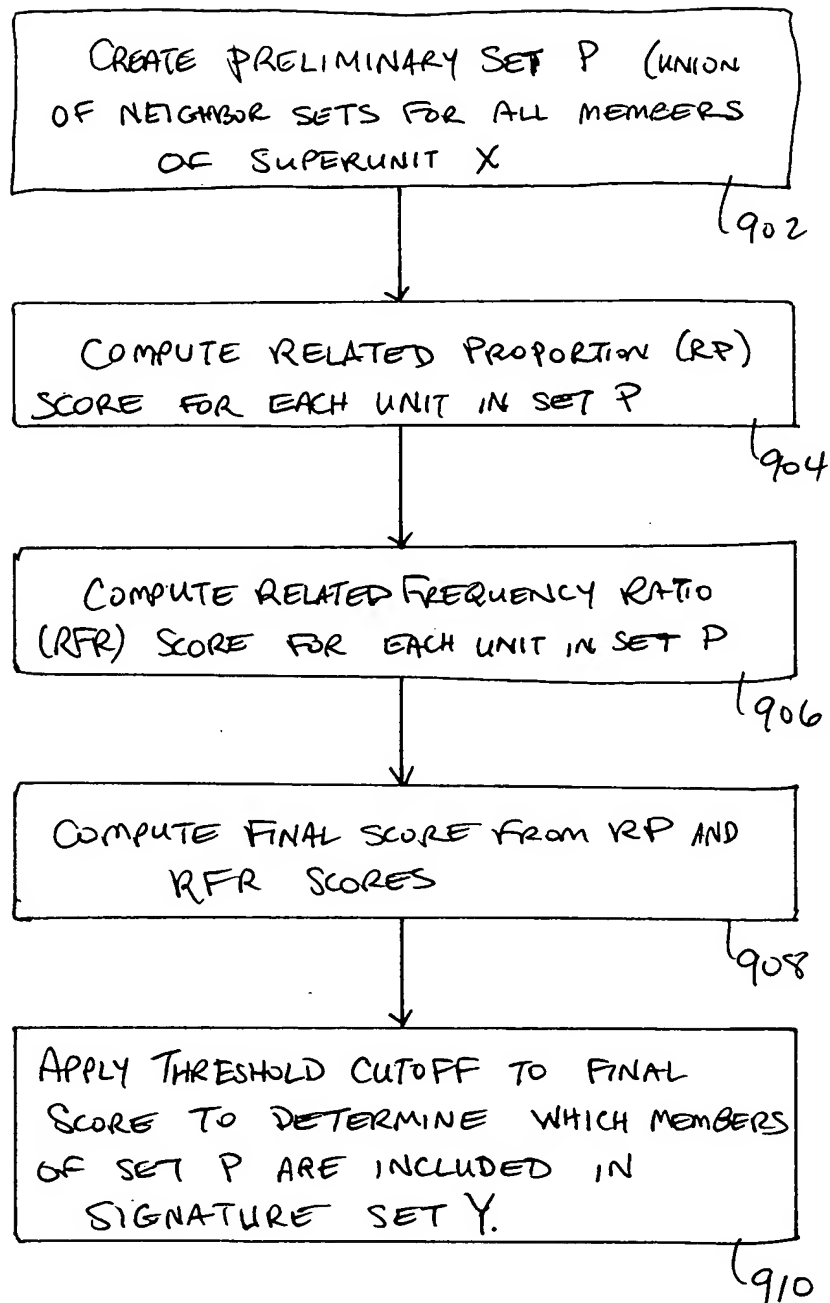 CREATE PRELIMINARY SET P (UNION
OF NEIGHBOR SETS FOR ALL MEMBERS
OF SUPERUNIT X
902
COMPUTE RELATED PROPORTION (RP)
SCORE FOR EACH UNIT IN SET P
904
COMPUTE RELATED FREQUENCY RATIO
(RFR) SCORE FOR EACH UNIT IN SET P
906
COMPUTE FINAL SCORE FROM RP AND
RFR SCORES
908
APPLY THRESHOLD CUTOFF TO FINAL
SCORE TO DETERMINE WHICH MEMBERS
OF SET P ARE INCLUDED IN
SIGNATURE SET Y.
910